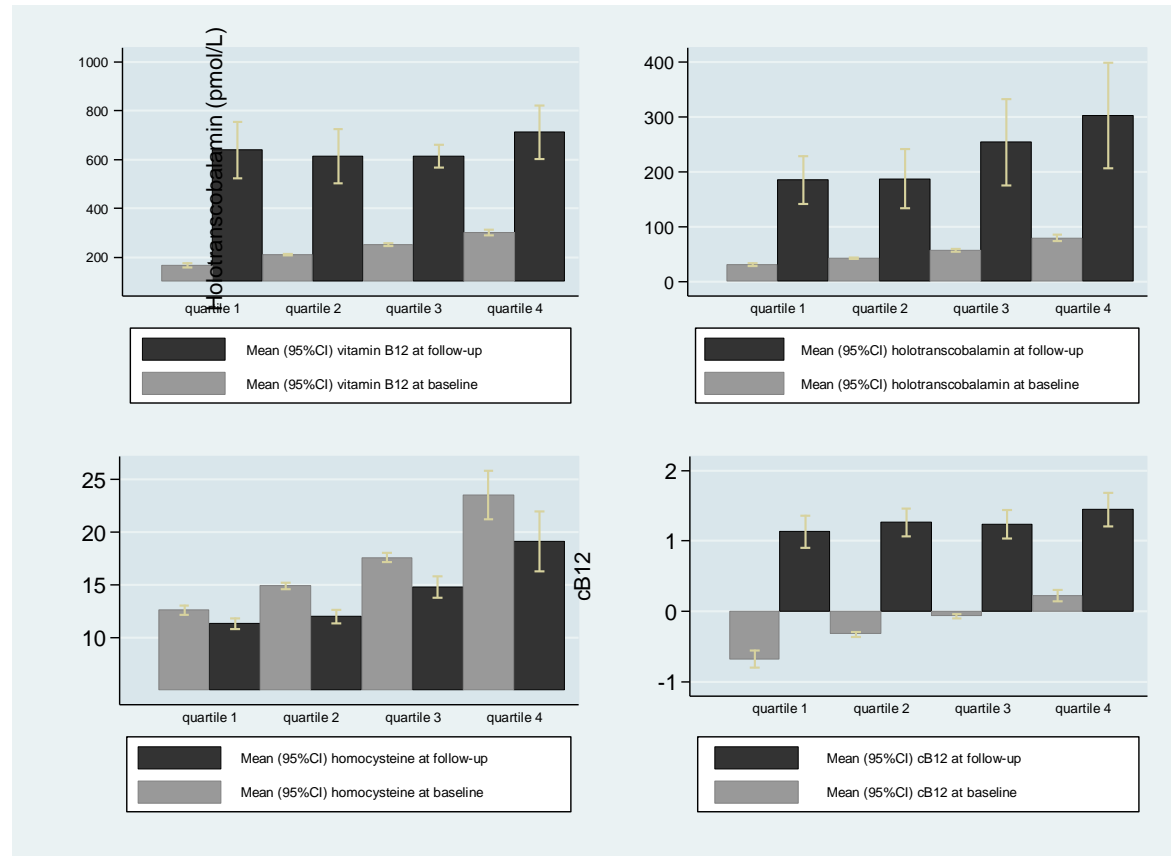 Holotranscobalamin (pmol/L)
1000
800
600
400
200
quartile 1 quartile 2 quartile 3 quartile 4
Mean (95%CI) vitamin B12 at follow-up
Mean (95%CI) vitamin B12 at baseline
400
300
200
100
0
quartile 1 quartile 2 quartile 3 quartile 4
Mean (95%CI) holotranscobalamin at follow-up
Mean (95%CI) holotranscobalamin at baseline
25
20
15
10
quartile 1 quartile 2 quartile 3 quartile 4
Mean (95%CI) homocysteine at follow-up
Mean (95%CI) homocysteine at baseline
cB12
2
1
0
-1
quartile 1 quartile 2 quartile 3 quartile 4
Mean (95%CI) cB12 at follow-up
Mean (95%CI) cB12 at baseline